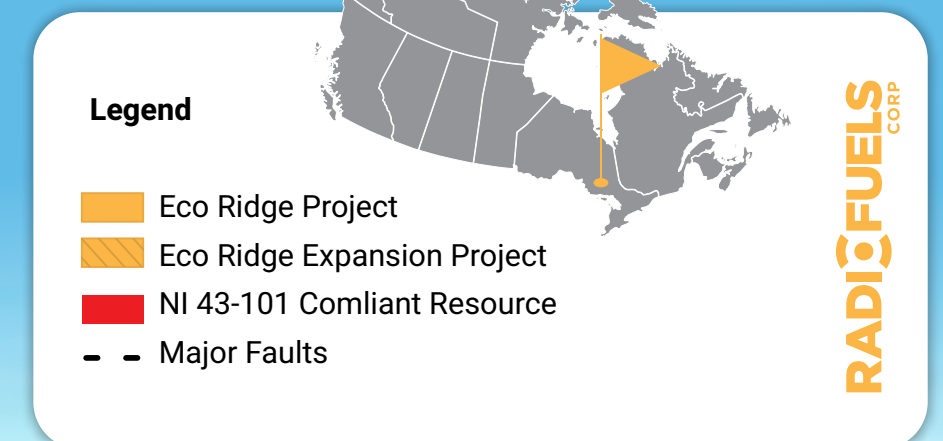 Legend
Eco Ridge Project
Eco Ridge Expansion Project
NI 43-101 Comliant Resource
Major Faults
RADIOFUELS
CORP